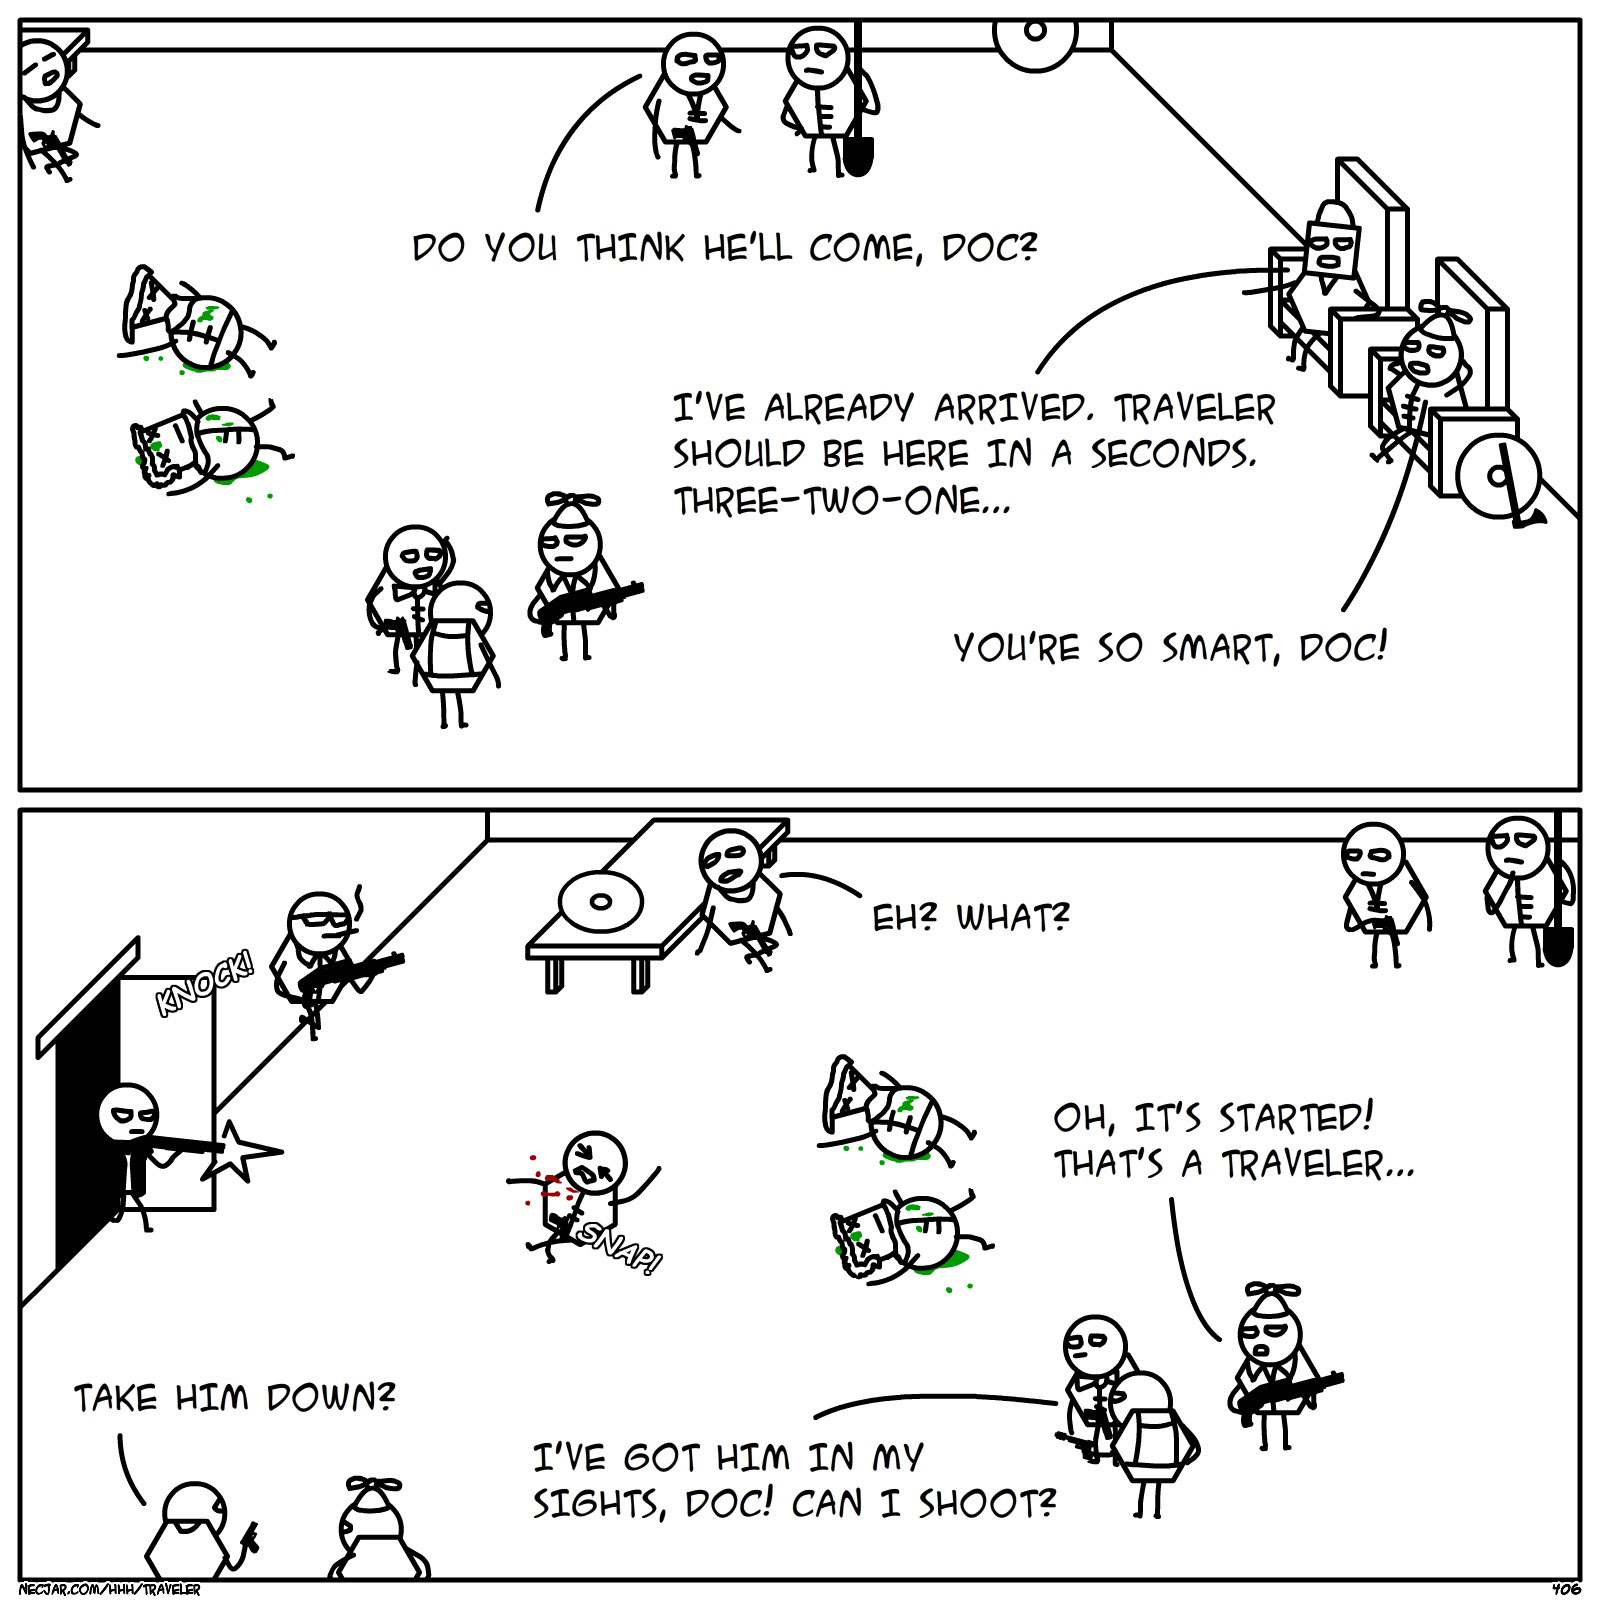 DO YOU THINK HE'LL COME, DOC?
I'VE ALREADY ARRIVED. TRAVELER
SHOULD BE HERE IN A SECONDS.
THREE-TWO-ONE...
YOU'RE SO SMART, DOC!
EH? WHAT?
KNOCK!
OH, IT'S STARTED!
THAT'S A TRAVELER...
SNAP!
TAKE HIM DOWN?
I'VE GOT HIM IN MY
SIGHTS, DOC! CAN I SHOOT?
NECJAR.COM/HHH/TRAVELER
406